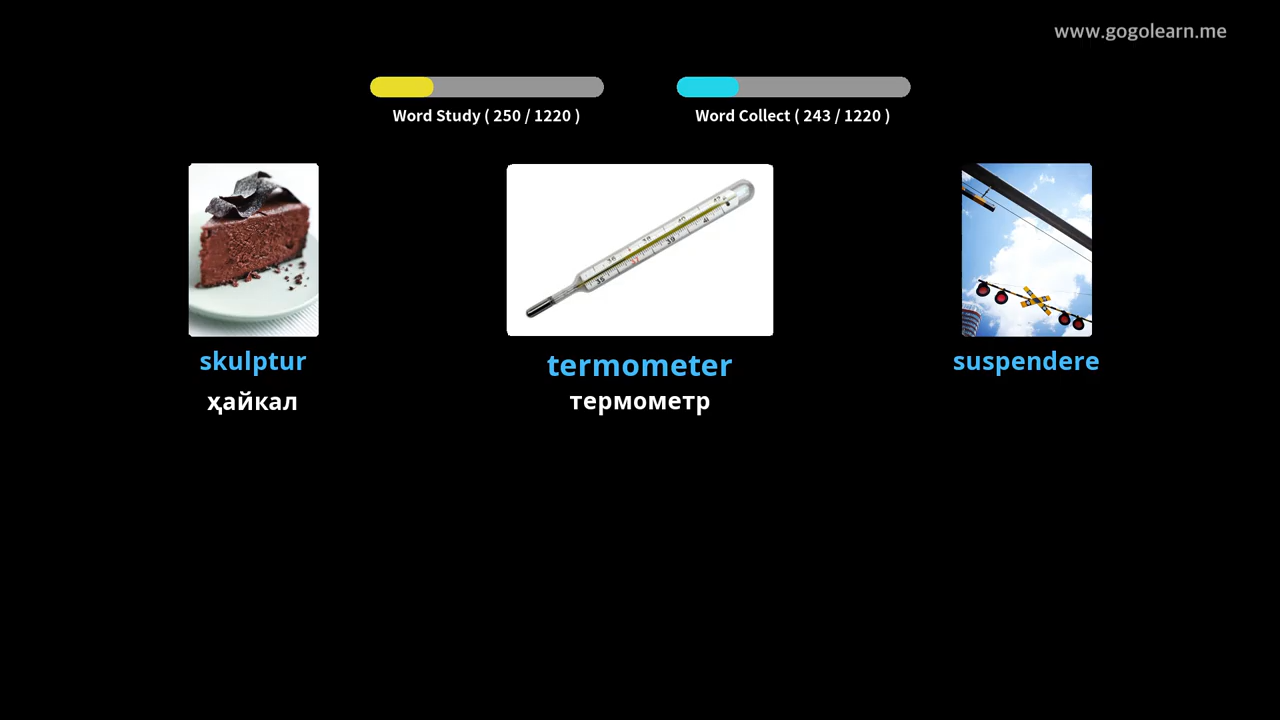 www.gogolearn.me
Word Study ( 250 / 1220 )
Word Collect ( 243 / 1220 )
skulptur
ҳайкал
termometer
термометр
suspendere